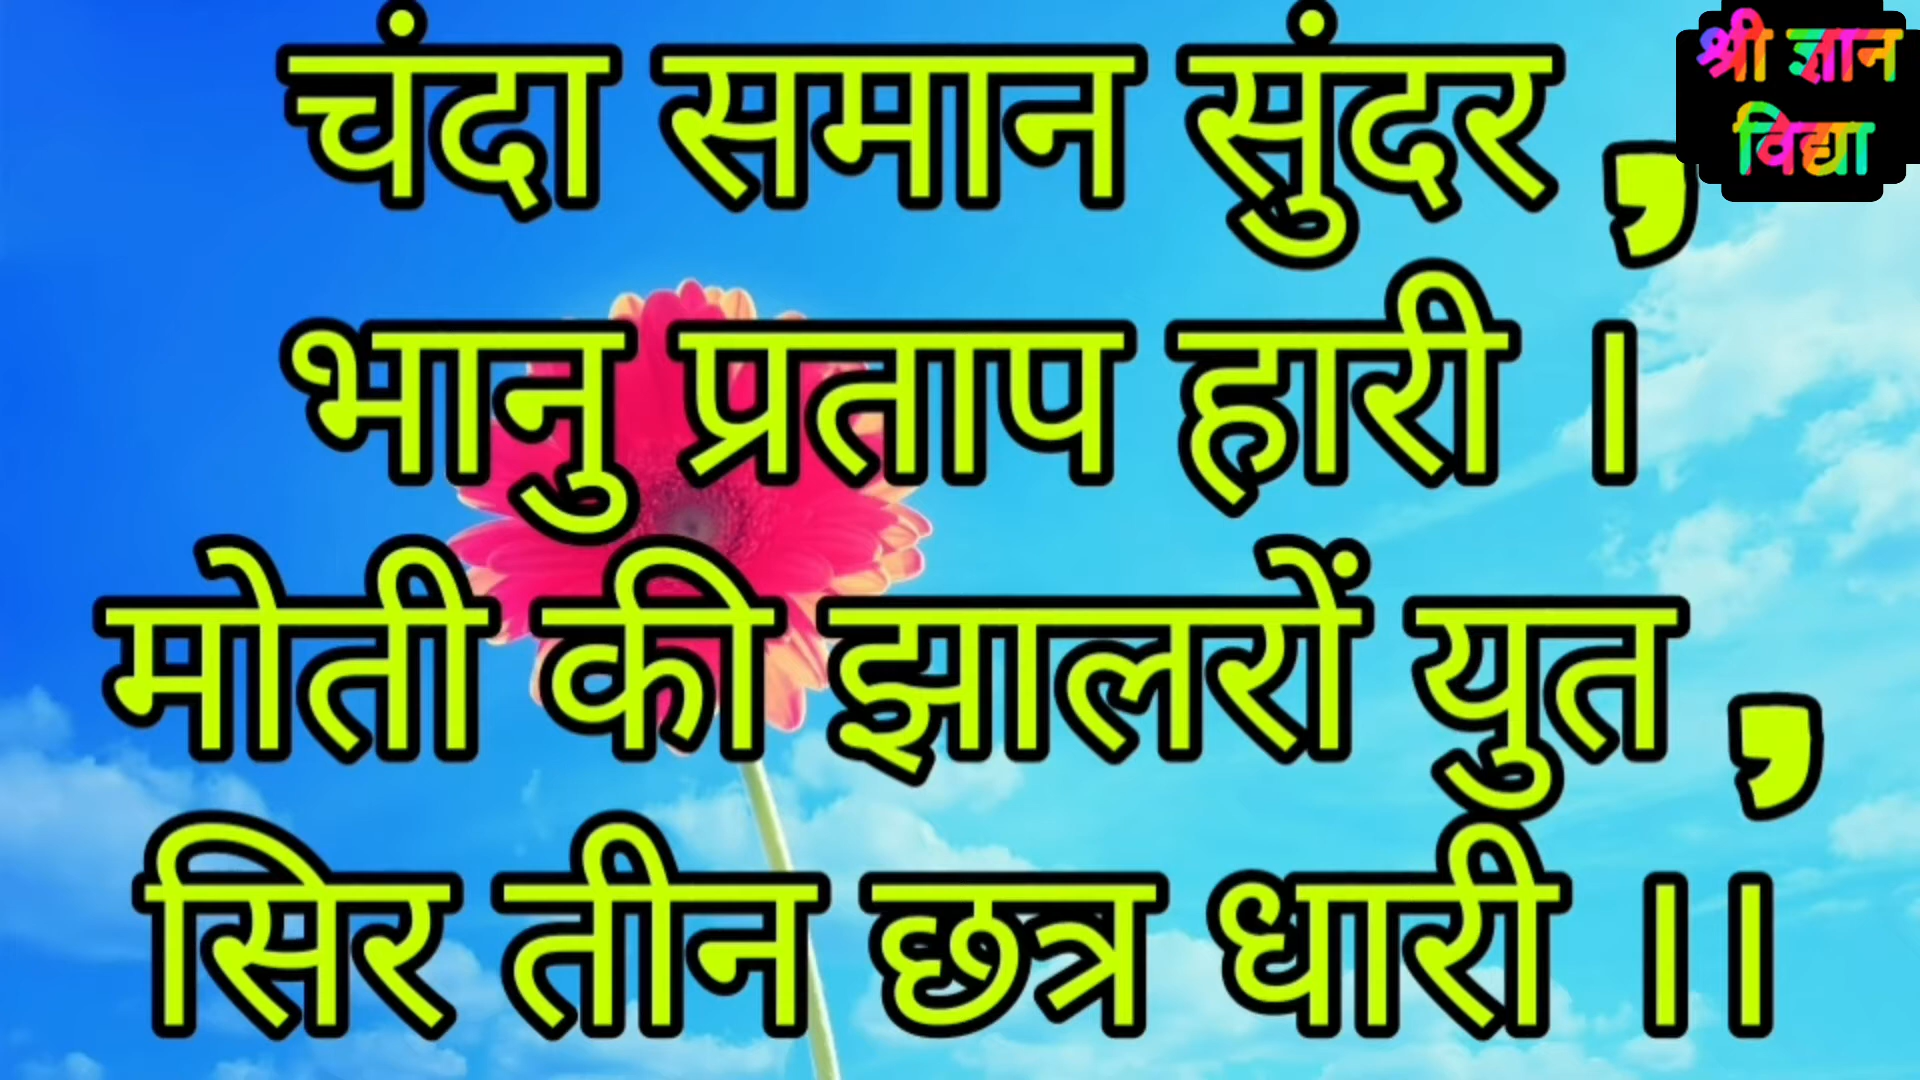 चंदा समान सुंदर ,
भानु प्रताप हारी ।
मोती की झालरों युत ,
सिर तीन छत्र धारी ।।
श्री ज्ञान
विद्या